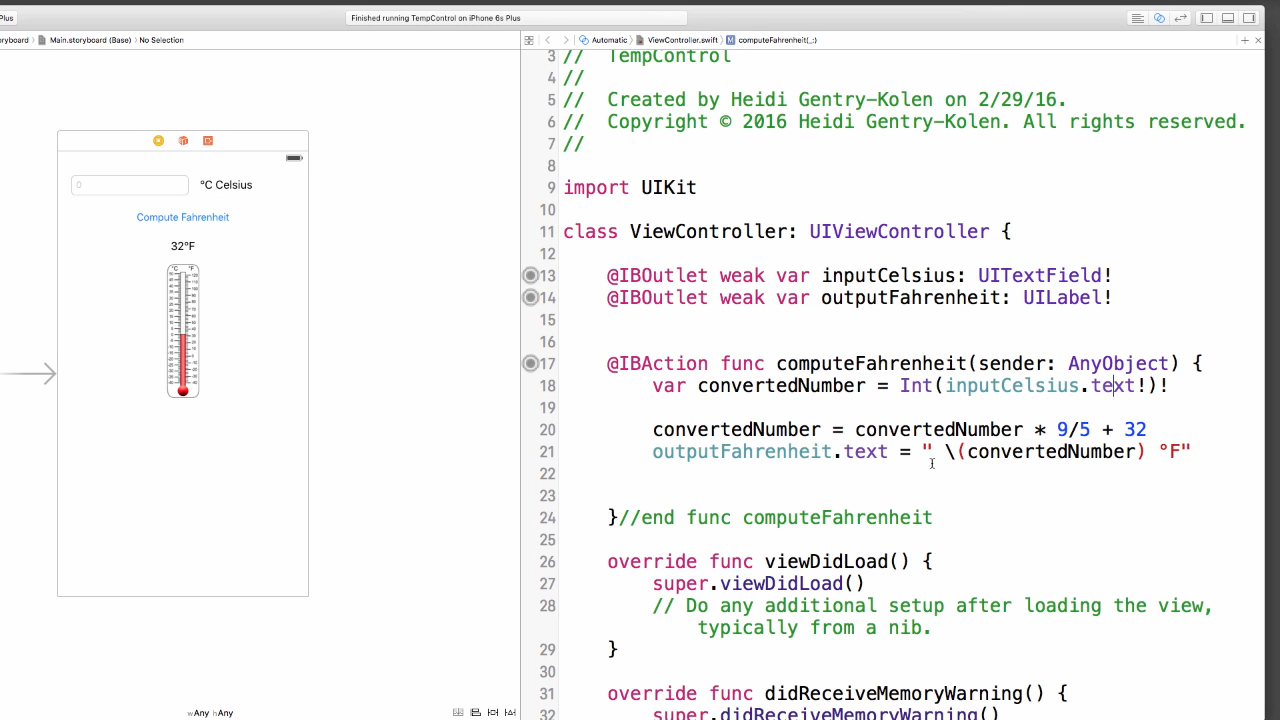 Plus
Finished running TempControl on iPhone 6s Plus
oryboard Main.storyboard (Base) No Selection
Automatic ViewController.swift computeFahrenheit(_:)
0 °C Celsius
Compute Fahrenheit
32°F
°C °F
wAny hAny
3 // TempControl
4 //
5 // Created by Heidi Gentry-Kolen on 2/29/16.
6 // Copyright © 2016 Heidi Gentry-Kolen. All rights reserved.
7 //
8
9 import UIKit
10
11 class ViewController: UIViewController {
12
13 @IBOutlet weak var inputCelsius: UITextField!
14 @IBOutlet weak var outputFahrenheit: UILabel!
15
16
17 @IBAction func computeFahrenheit(sender: AnyObject) {
18 var convertedNumber = Int(inputCelsius.text!)!
19
20 convertedNumber = convertedNumber * 9/5 + 32
21 outputFahrenheit.text = " \(convertedNumber) °F"
22
23
24 }//end func computeFahrenheit
25
26 override func viewDidLoad() {
27 super.viewDidLoad()
28 // Do any additional setup after loading the view,
typically from a nib.
29 }
30
31 override func didReceiveMemoryWarning() {
32 super.didReceiveMemoryWarning()